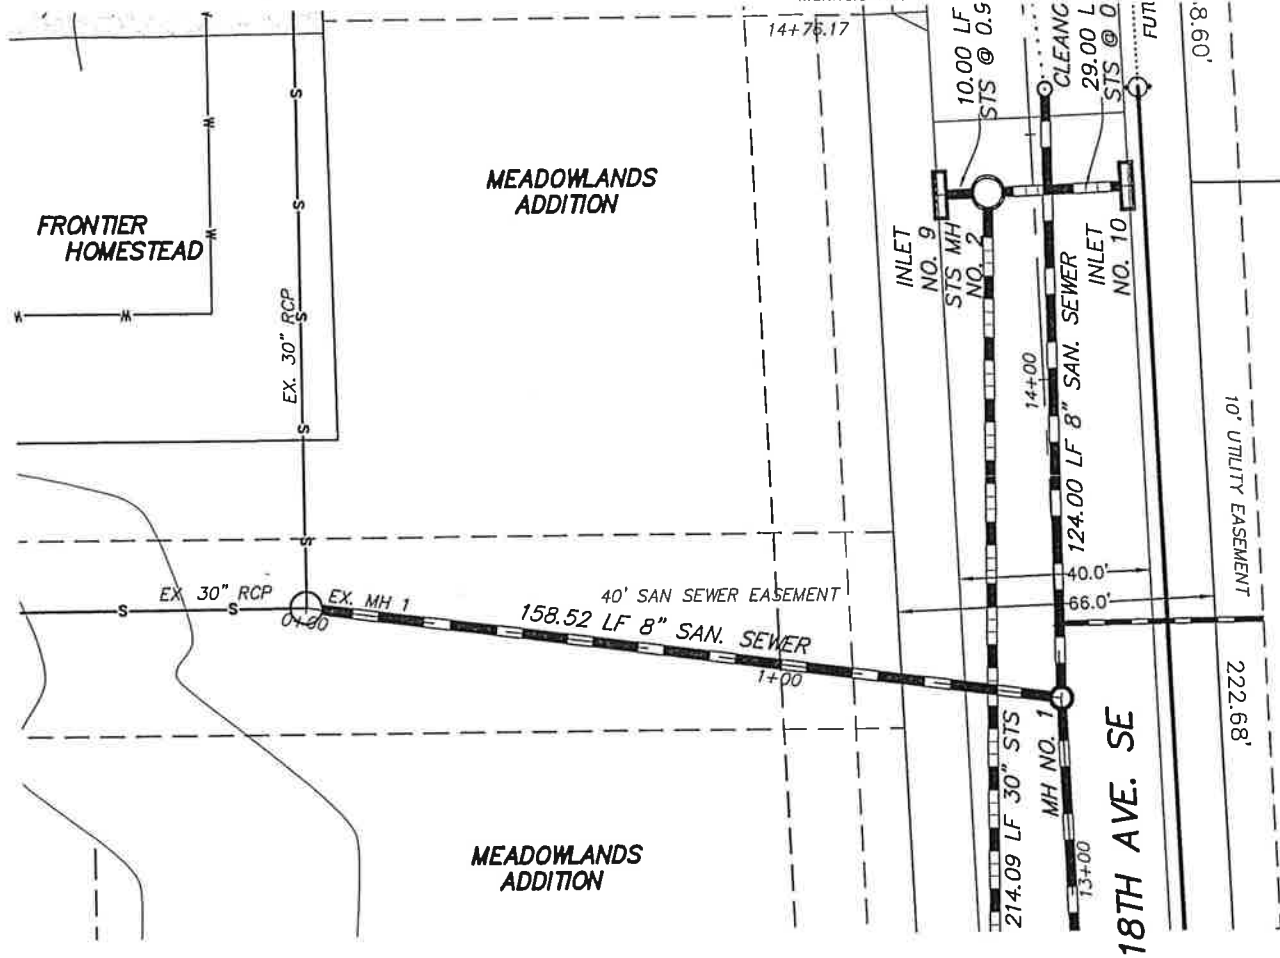 14+76.17
MEADOWLANDS
ADDITION
FRONTIER
HOMESTEAD
10.00 LF
STS @ 0.9
29.00 L
STS @ 0
8.60'
INLET
NO. 9
STS MH
NO. 2
INLET
NO. 10
EX. 30" RCP
S
S
S
S
S
W
W
W
W
14+00
124.00 LF 8" SAN. SEWER
10' UTILITY EASEMENT
40.0'
66.0'
EX 30" RCP
S
S
EX. MH 1
0+00
40' SAN SEWER EASEMENT
158.52 LF 8" SAN. SEWER
1+00
214.09 LF 30" STS
MH NO. 1
13+00
18TH AVE. SE
222.68'
MEADOWLANDS
ADDITION